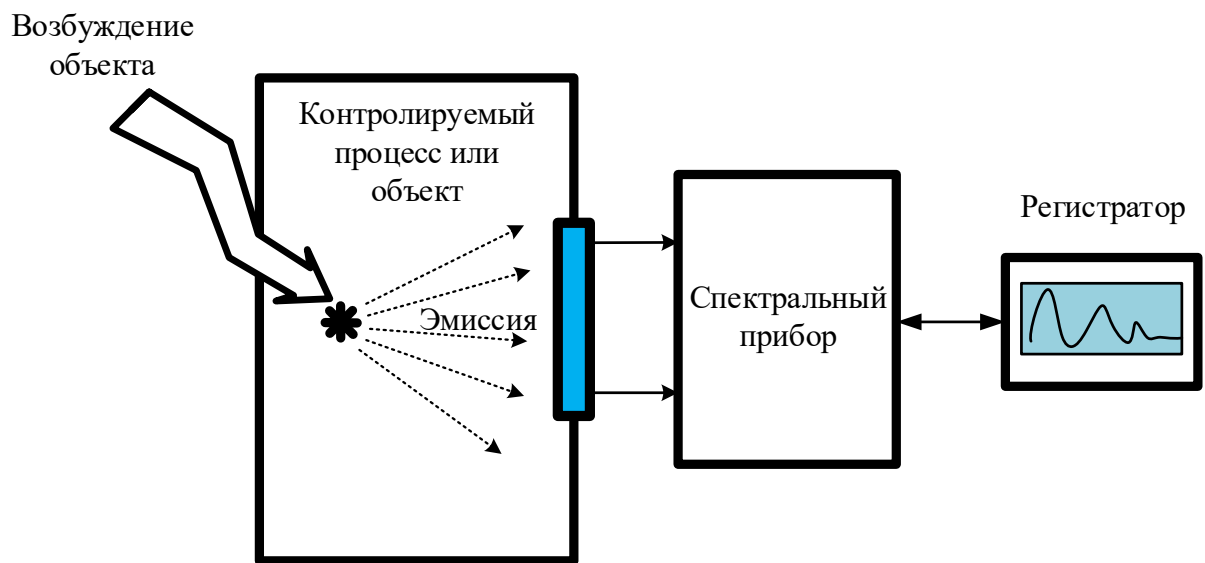 Возбуждение
объекта
Контролируемый
процесс или
объект
Эмиссия
Спектральный
прибор
Регистратор